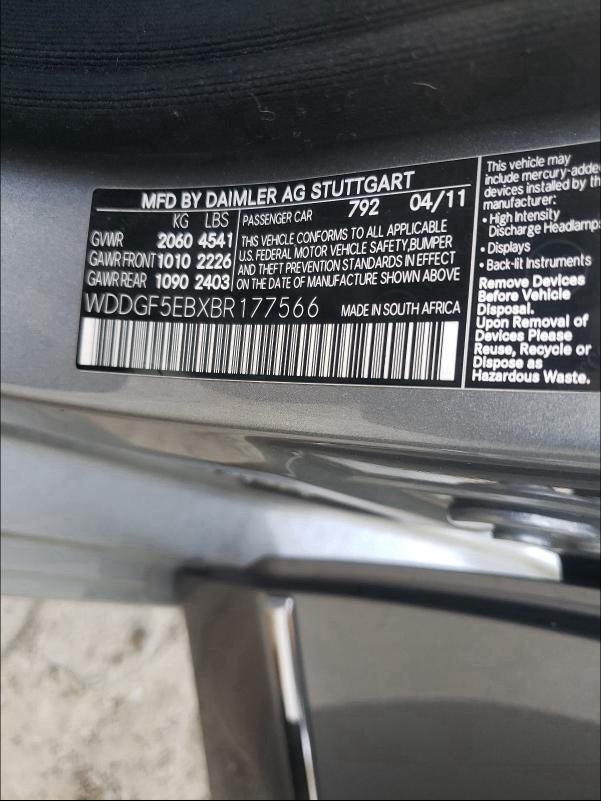 MFD BY DAIMLER AG STUTTGART
KG LBS
GVWR 2060 4541
GAWR FRONT 1010 2226
GAWR REAR 1090 2403
PASSENGER CAR 792 04/11
THIS VEHICLE CONFORMS TO ALL APPLICABLE
U.S. FEDERAL MOTOR VEHICLE SAFETY,BUMPER
AND THEFT PREVENTION STANDARDS IN EFFECT
ON THE DATE OF MANUFACTURE SHOWN ABOVE
WDDGF5EBXBR177566 MADE IN SOUTH AFRICA
This vehicle may
include mercury-adde
devices installed by th
manufacturer:
• High Intensity
Discharge Headlamp
• Displays
• Back-lit Instruments
Remove Devices
Before Vehicle
Disposal.
Upon Removal of
Devices Please
Reuse, Recycle or
Dispose as
Hazardous Waste.